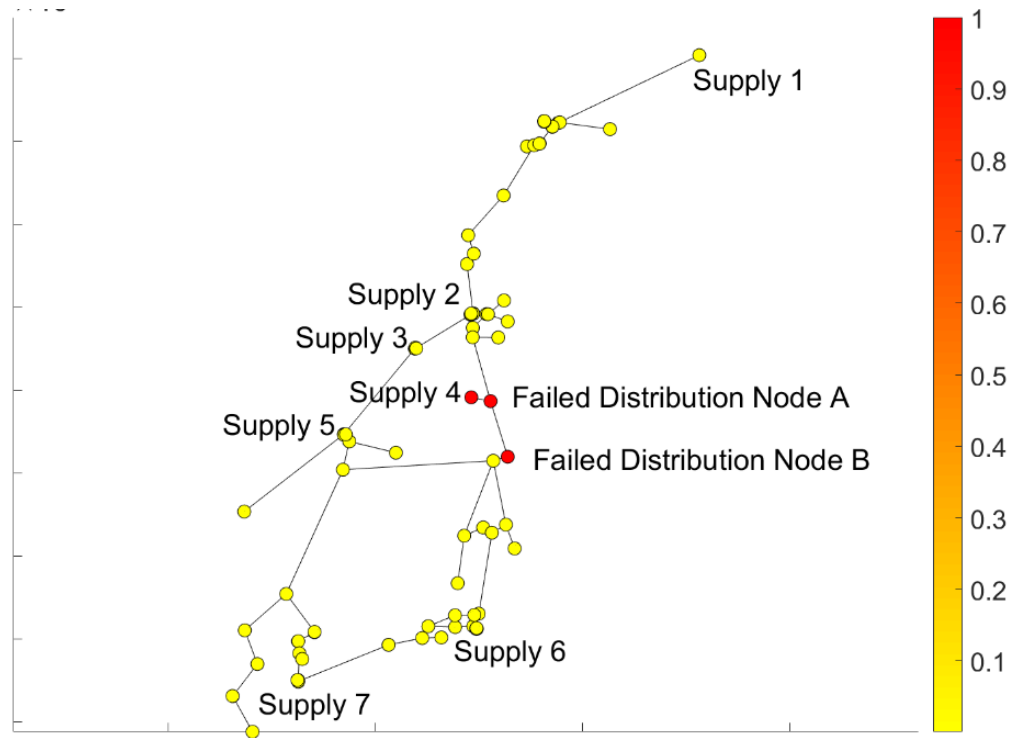 1
Supply 1
0.9
0.8
0.7
Supply 2
0.6
Supply 3
Supply 4
Failed Distribution Node A
0.5
Supply 5
Failed Distribution Node B
0.4
0.3
0.2
Supply 6
0.1
Supply 7